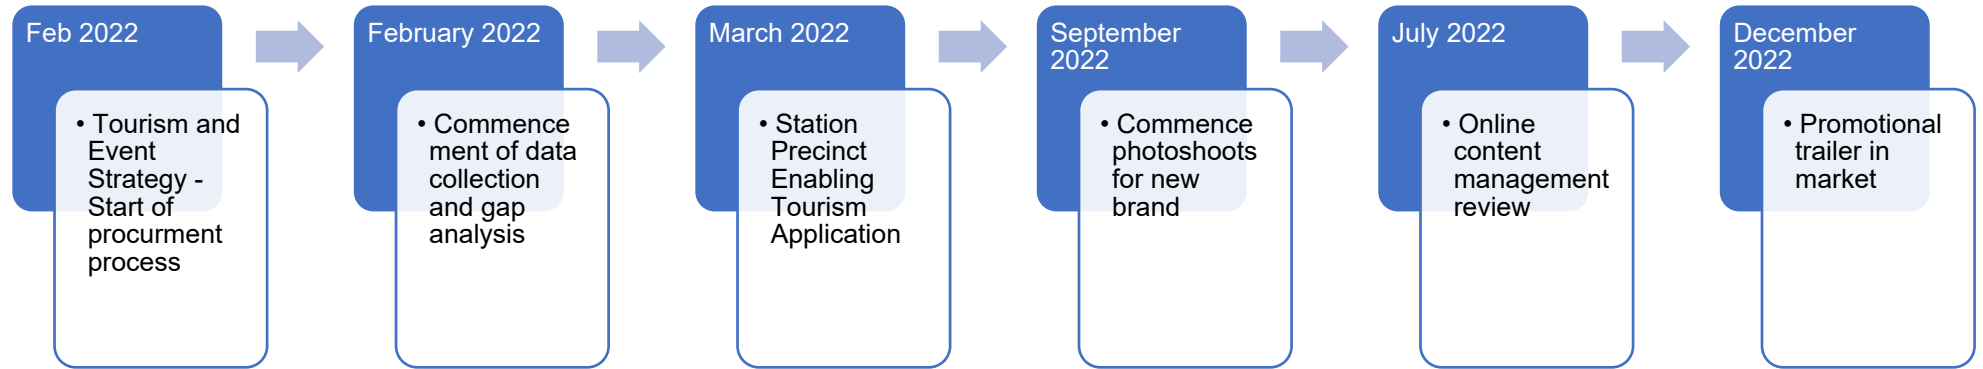 Feb 2022
• Tourism and
Event
Strategy -
Start of
procurment
process
February 2022
• Commence
ment of data
collection
and gap
analysis
March 2022
• Station
Precinct
Enabling
Tourism
Application
September
2022
• Commence
photoshoots
for new
brand
July 2022
• Online
content
management
review
December
2022
• Promotional
trailer in
market